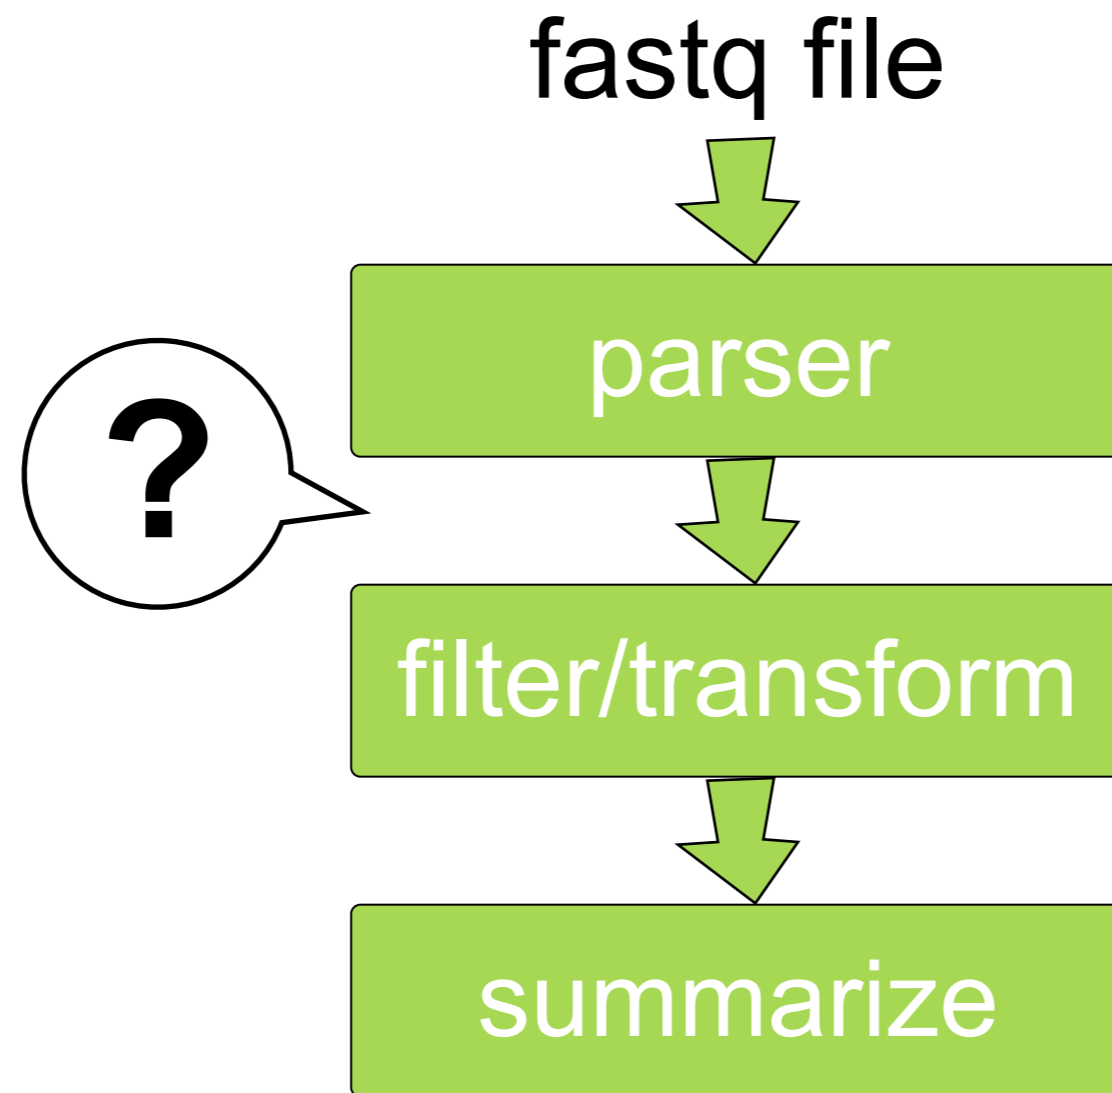 fastq file
parser
?
filter/transform
summarize